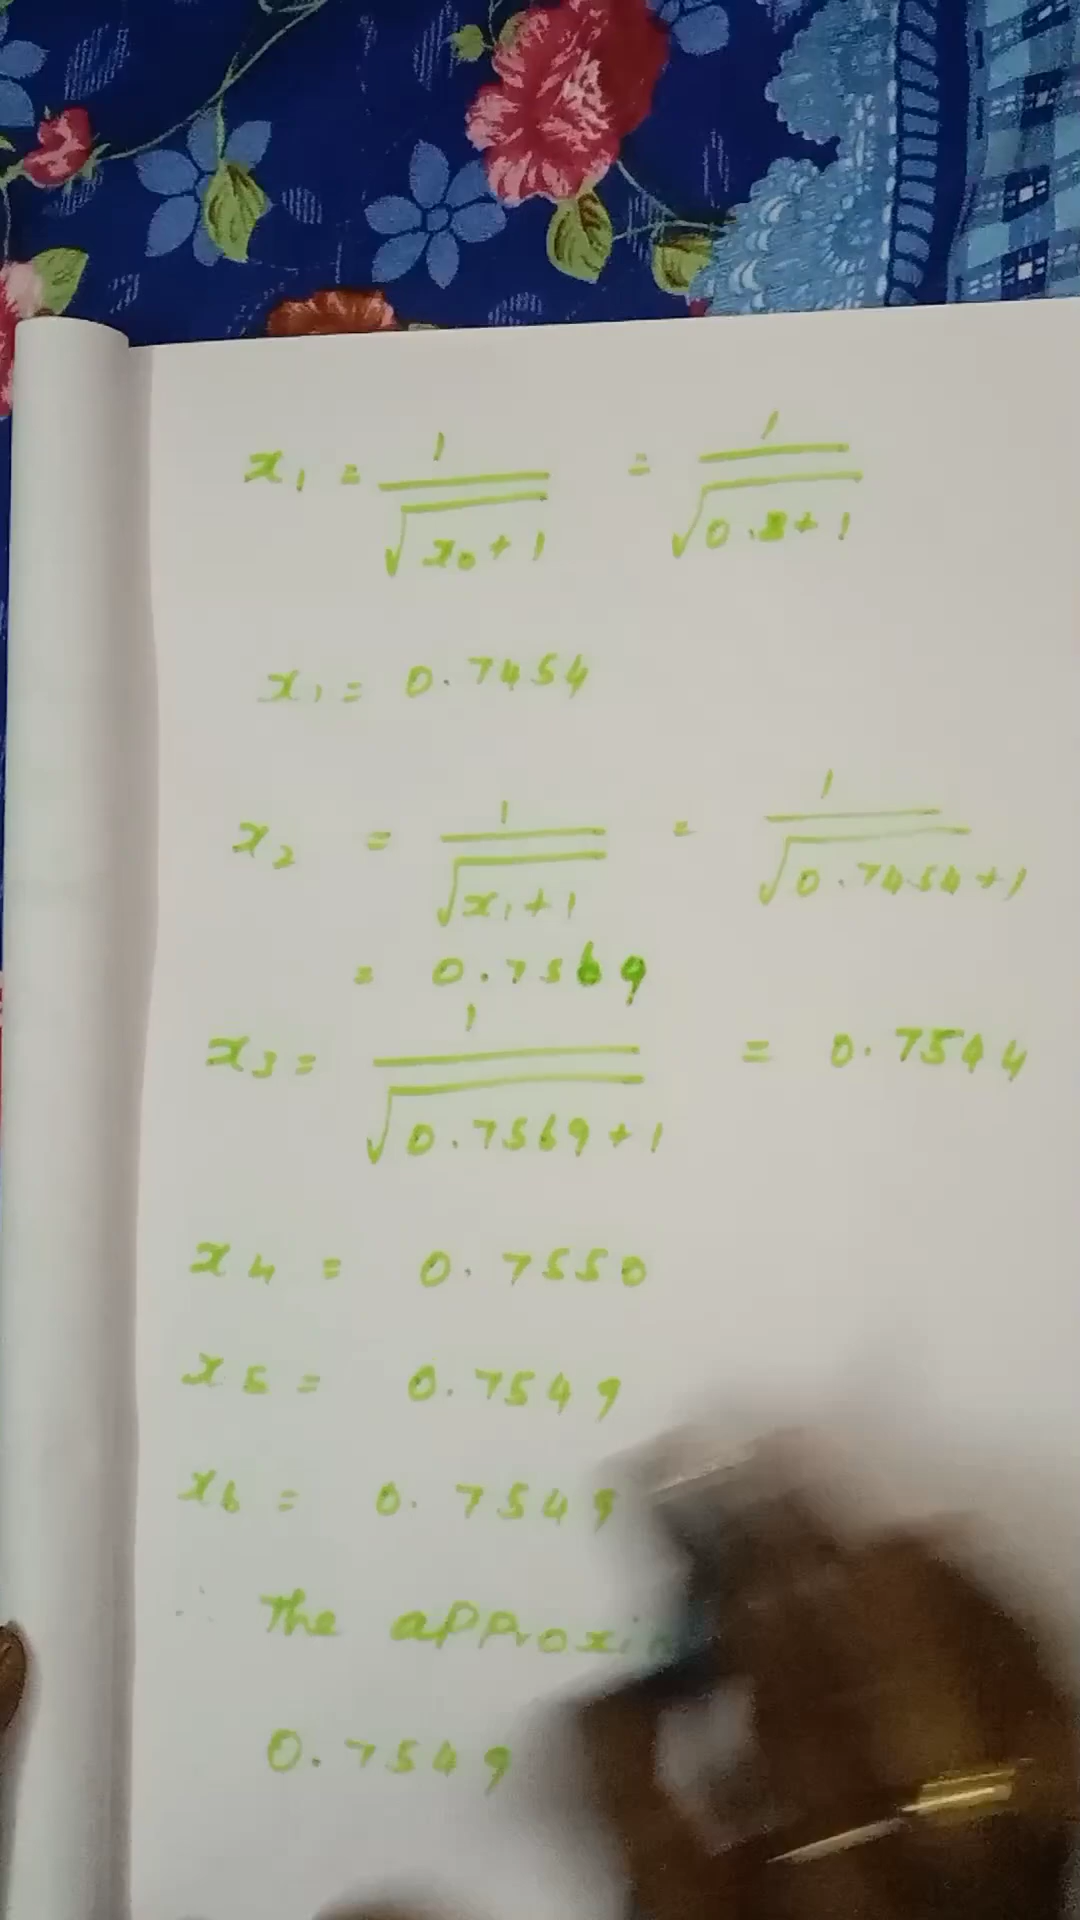 x₁ = 1/√(x₀ + 1) = 1/√(0.8 + 1)
x₁ = 0.7454
x₂ = 1/√(x₁ + 1) = 1/√(0.7454 + 1)
= 0.7569
x₃ = 1/√(0.7569 + 1) = 0.7544
x₄ = 0.7550
x₅ = 0.7549
x₆ = 0.7549
∴ The
0.7549